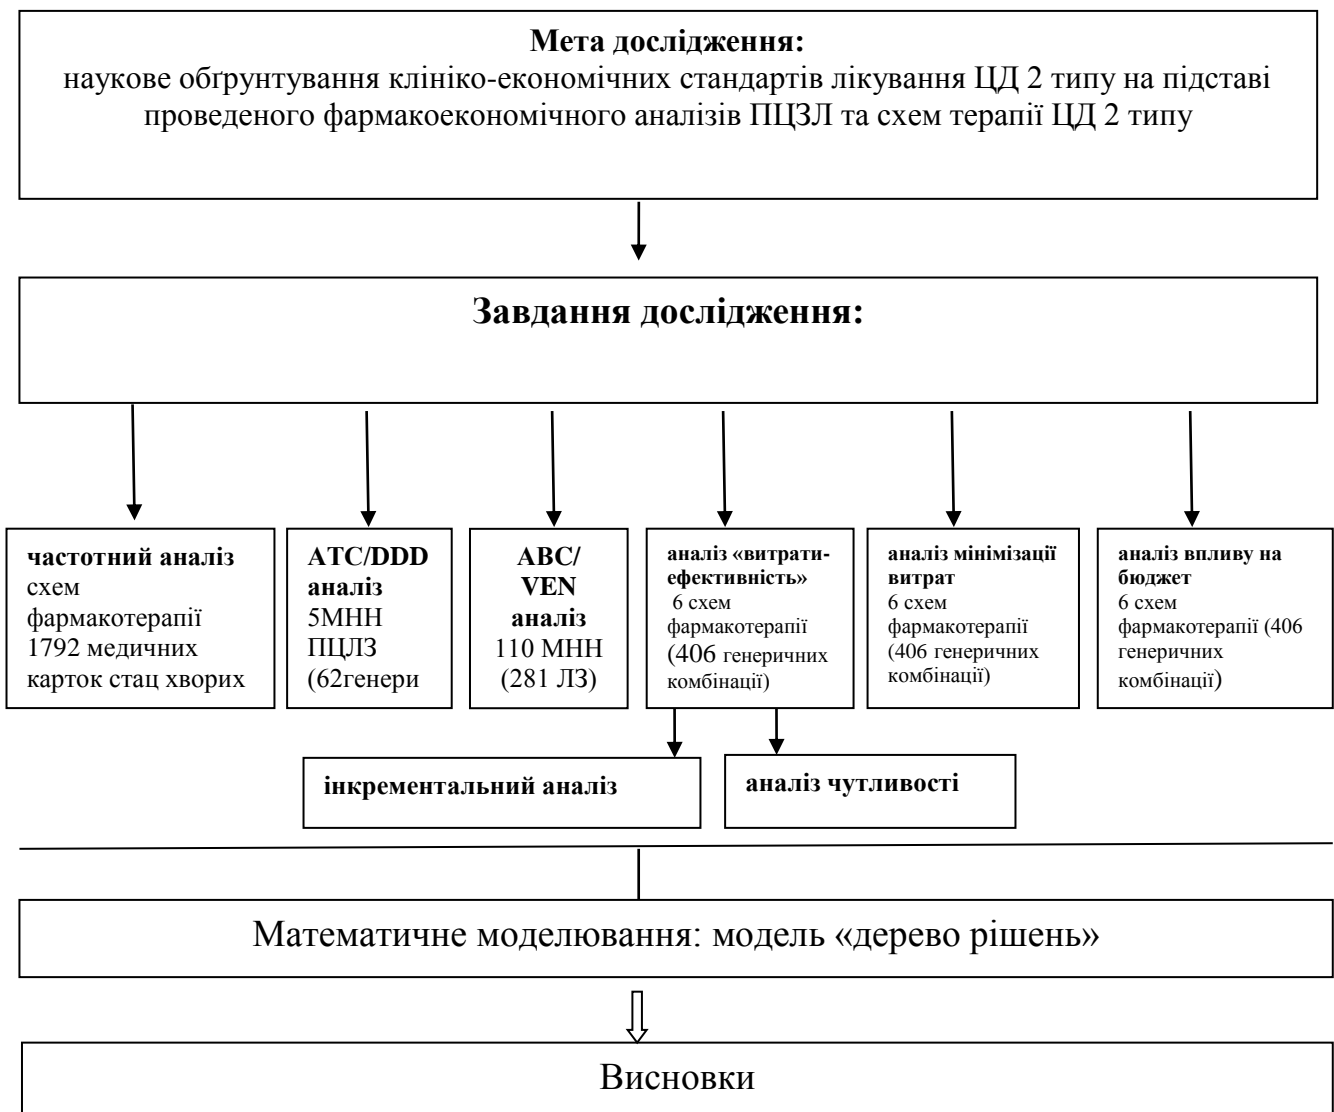 Мета дослідження:
наукове обґрунтування клініко-економічних стандартів лікування ЦД 2 типу на підставі
проведеного фармакоекономічного аналізів ПЦЗЛ та схем терапії ЦД 2 типу
Завдання дослідження:
частотний аналіз
схем
фармакотерапії
1792 медичних
карток стац хворих
АТС/DDD
аналіз
5МНН
ПЦЛЗ
(62генери
АВС/
VEN
аналіз
110 МНН
(281 ЛЗ)
аналіз «витрати-
ефективність»
6 схем
фармакотерапії
(406 генеричних
комбінації)
аналіз мінімізації
витрат
6 схем
фармакотерапії
(406 генеричних
комбінації)
аналіз впливу на
бюджет
6 схем
фармакотерапії (406
генеричних
комбінації)
інкрементальний аналіз
аналіз чутливості
Математичне моделювання: модель «дерево рішень»
Висновки